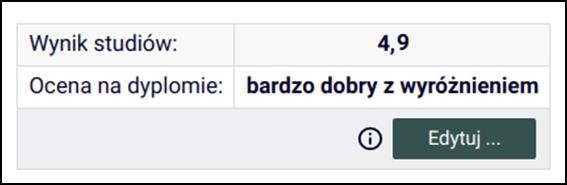 Wynik studiów: 4,9
Ocena na dyplomie: bardzo dobry z wyróżnieniem
Edytuj ...